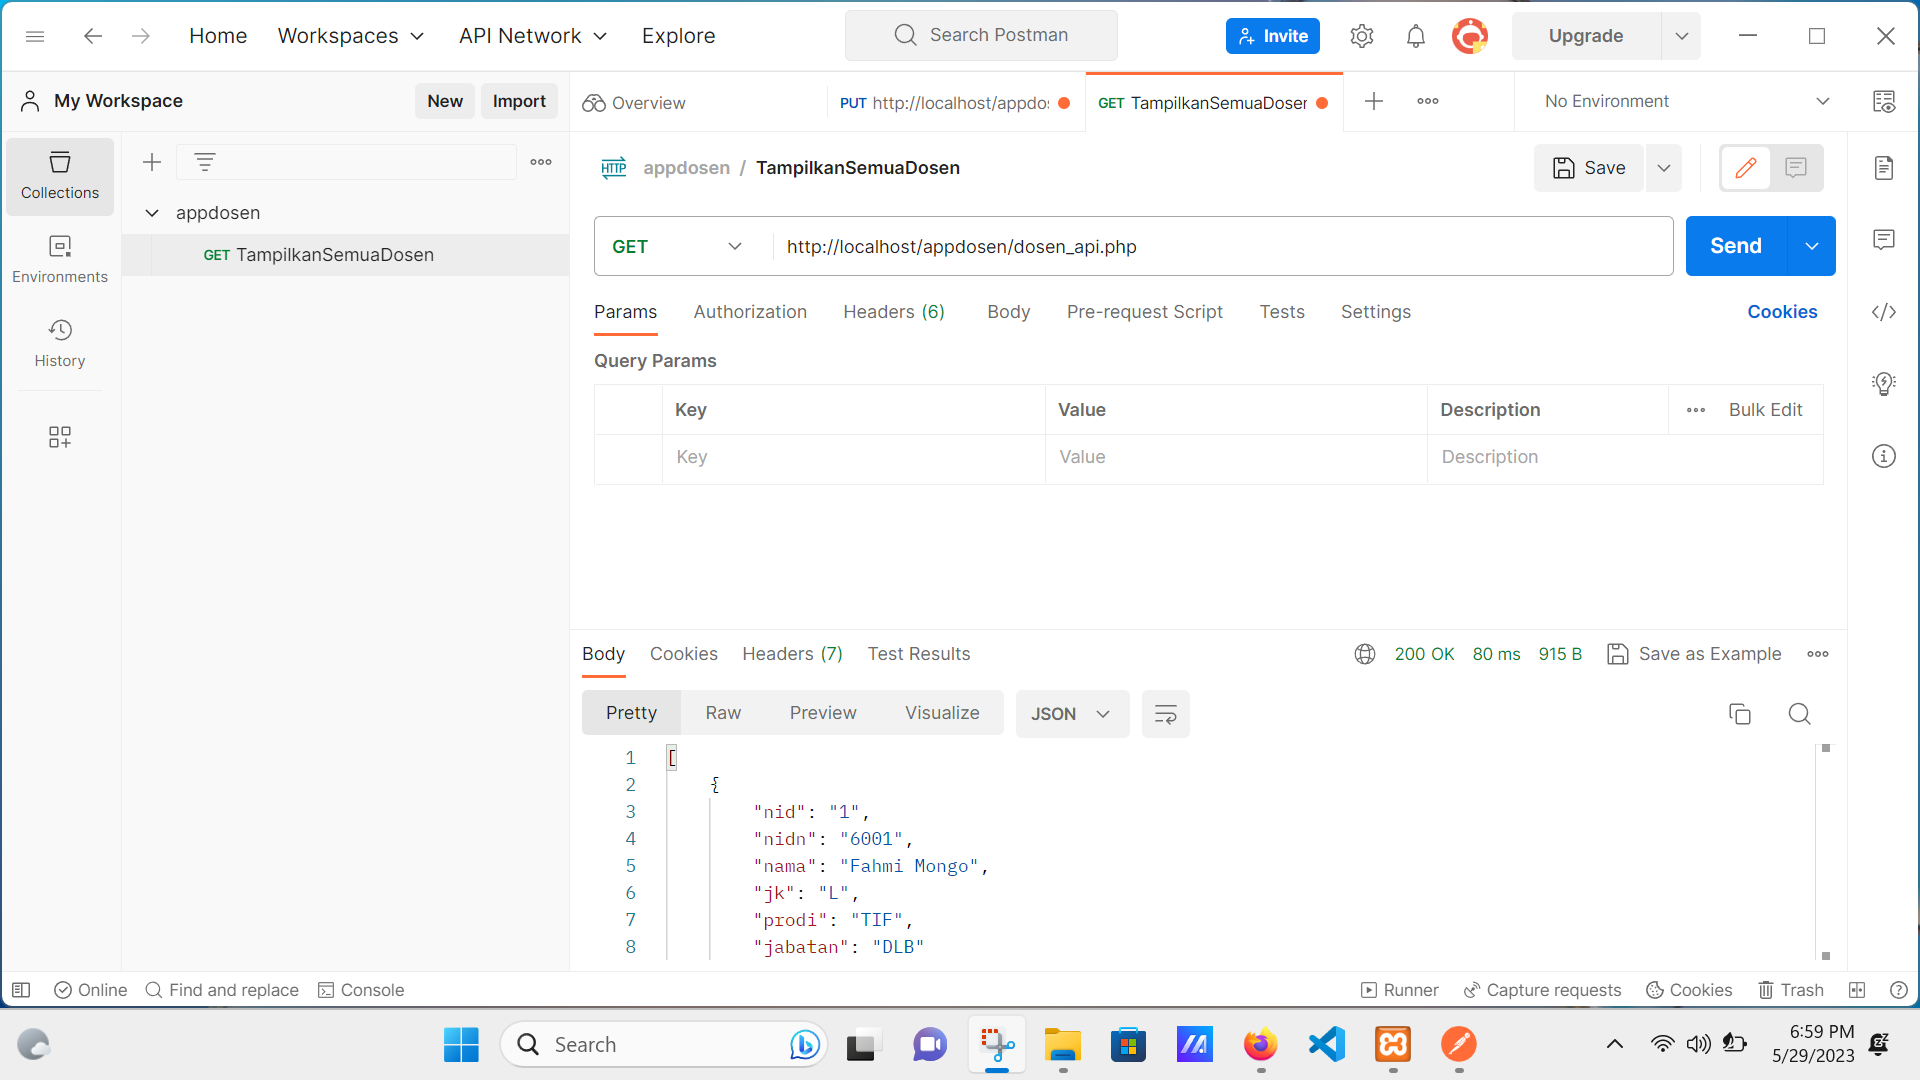 Home
Workspaces
API Network
Explore
Search Postman
Invite
Upgrade
My Workspace
New
Import
Overview
PUT http://localhost/appdo
GET TampilkanSemuaDoser
No Environment
Collections
Environments
History
appdosen
GET TampilkanSemuaDosen
HTTP appdosen / TampilkanSemuaDosen
Save
GET
http://localhost/appdosen/dosen_api.php
Send
Params
Authorization
Headers (6)
Body
Pre-request Script
Tests
Settings
Cookies
Query Params
Key
Value
Description
Bulk Edit
Key
Value
Description
Body
Cookies
Headers (7)
Test Results
200 OK
80 ms
915 B
Save as Example
Pretty
Raw
Preview
Visualize
JSON
1 [
2 {
3 "nid": "1",
4 "nidn": "6001",
5 "nama": "Fahmi Mongo",
6 "jk": "L",
7 "prodi": "TIF",
8 "jabatan": "DLB"
Online
Find and replace
Console
Runner
Capture requests
Cookies
Trash
Search
6:59 PM
5/29/2023